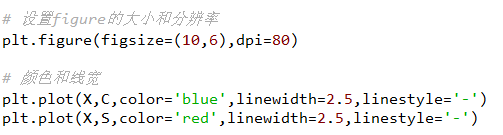 # 设置figure的大小和分辨率
plt.figure(figsize=(10,6),dpi=80)
# 颜色和线宽
plt.plot(X,C,color='blue',linewidth=2.5,linestyle='-')
plt.plot(X,S,color='red',linewidth=2.5,linestyle='-')